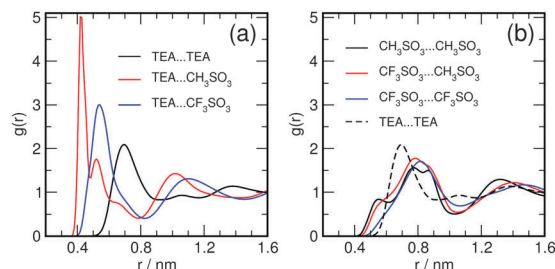 (a)
TEA...TEA
TEA...CH₃SO₃
TEA...CF₃SO₃
g(r)
5
4
3
2
1
0
0.4 0.8 1.2 1.6
r / nm
(b)
CH₃SO₃...CH₃SO₃
CF₃SO₃...CH₃SO₃
CF₃SO₃...CF₃SO₃
TEA...TEA
g(r)
5
4
3
2
1
0
0.4 0.8 1.2 1.6
r / nm